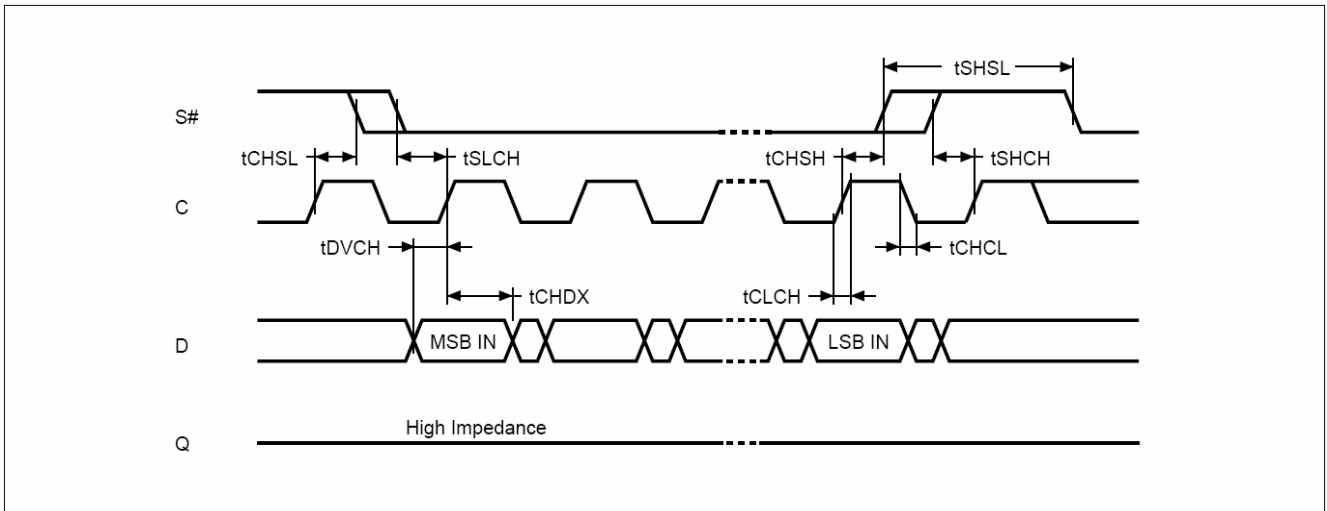 tSHSL
S#
tCHSL
tSLCH
tCHSH
tSHCH
C
tDVCH
tCHCL
tCHDX
tCLCH
D
MSB IN
LSB IN
High Impedance
Q